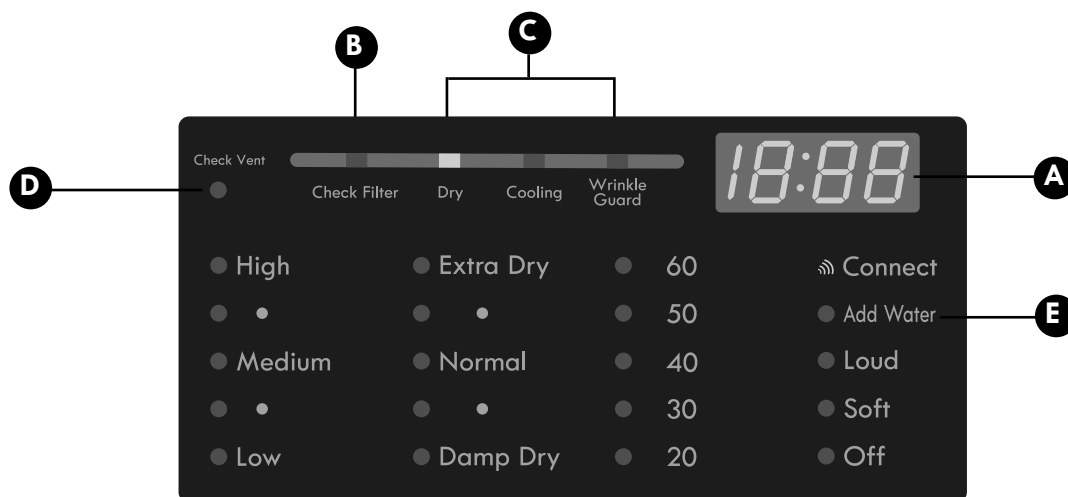 B
C
Check Vent
18:88
A
D
Check Filter
Dry
Cooling
Wrinkle
Guard
High
Extra Dry
60
Connect
50
Add Water
E
Medium
Normal
40
Loud
30
Soft
Low
Damp Dry
20
Off